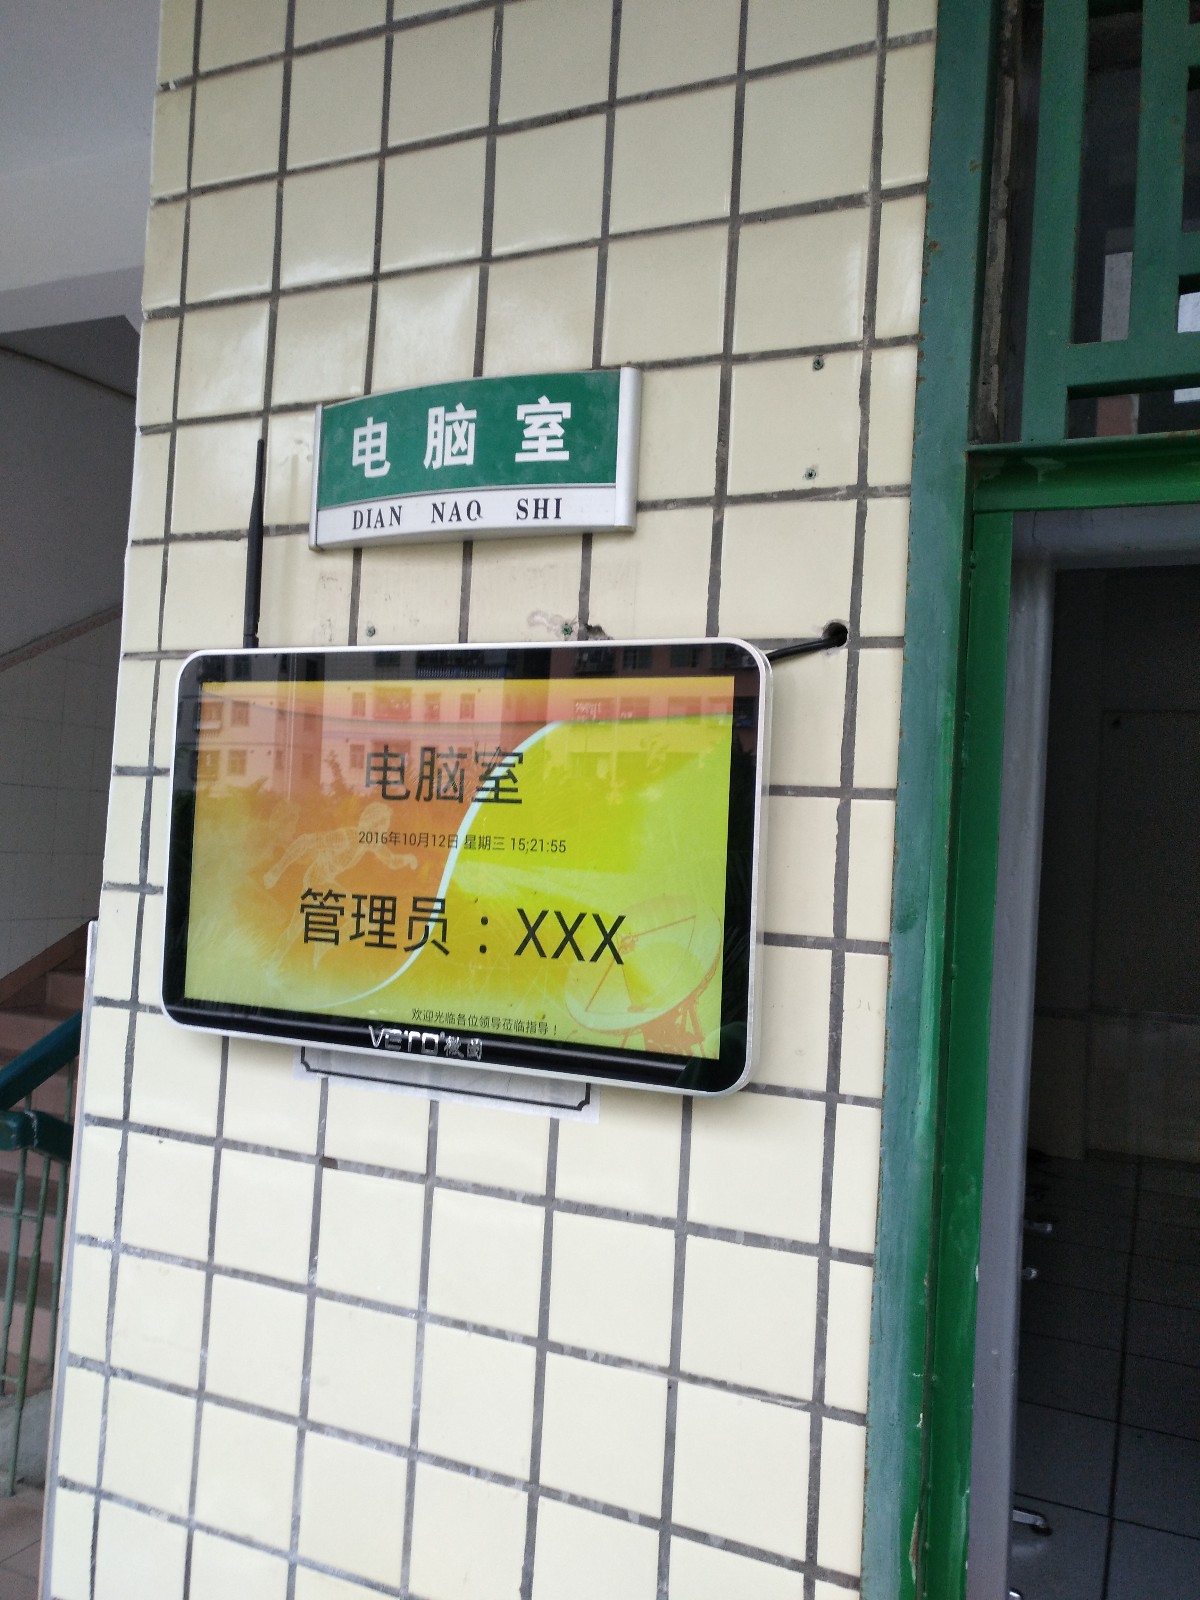 电脑室
DIAN NAO SHI
电脑室
2016年10月12日 星期三 15:21:55
管理员：XXX
欢迎光临各位领导莅临指导！
Vero